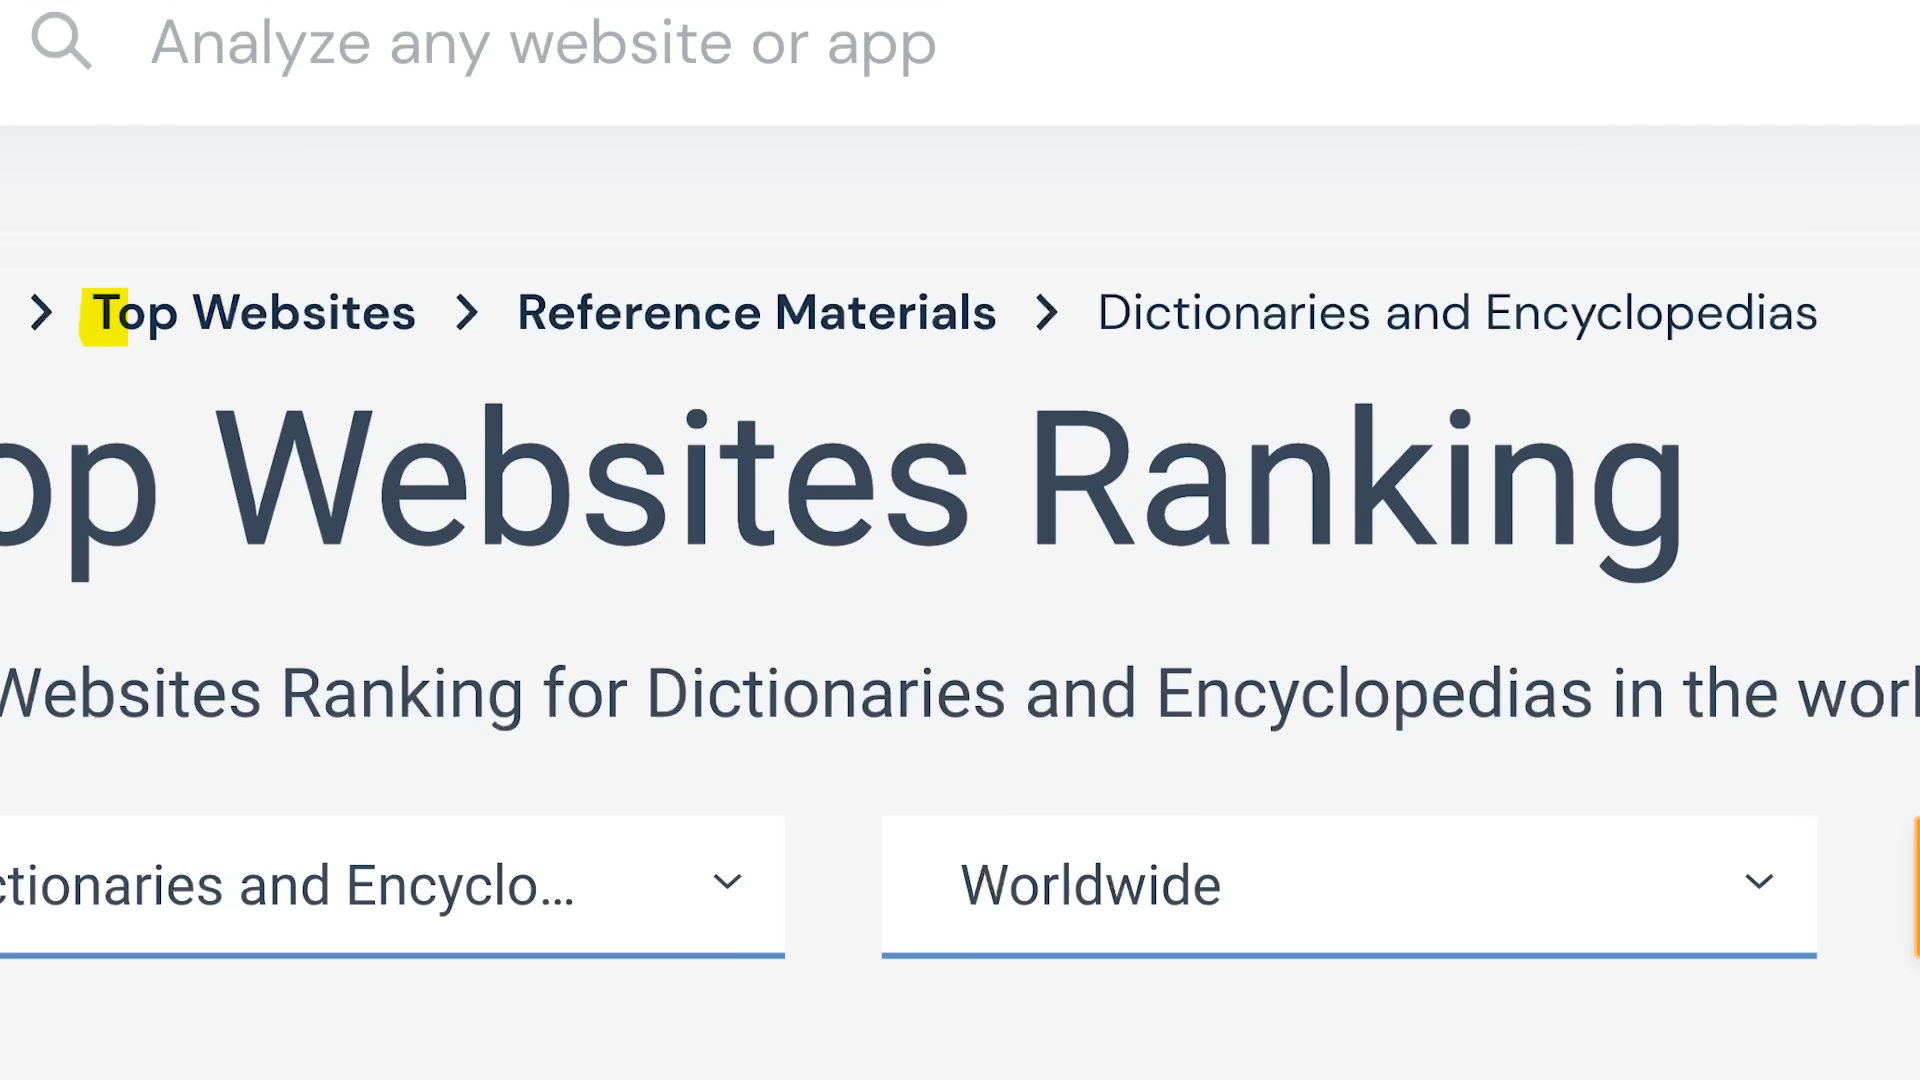 Analyze any website or app
> Top Websites > Reference Materials > Dictionaries and Encyclopedias
op Websites Ranking
Websites Ranking for Dictionaries and Encyclopedias in the worl
ctionaries and Encyclo...
Worldwide